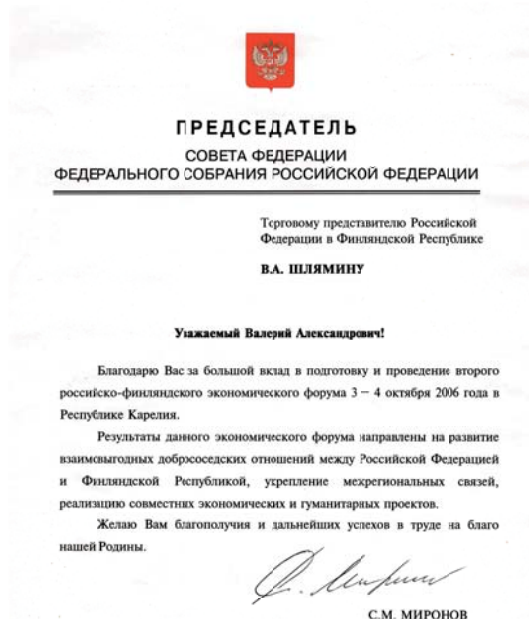 ПРЕДСЕДАТЕЛЬ
СОВЕТА ФЕДЕРАЦИИ
ФЕДЕРАЛЬНОГО СОБРАНИЯ РОССИЙСКОЙ ФЕДЕРАЦИИ
Торговому представителю Российской
Федерации в Финляндской Республике
В.А. ШЛЯМИНУ
Уважаемый Валерий Александрович!
Благодарю Вас за большой вклад в подготовку и проведение второго
российско-финляндского экономического форума 3 – 4 октября 2006 года в
Республике Карелия.
Результаты данного экономического форума направлены на развитие
взаимовыгодных добрососедских отношений между Российской Федерацией
и Финляндской Республикой, укрепление межрегиональных связей,
реализацию совместных экономических и гуманитарных проектов.
Желаю Вам благополучия и дальнейших успехов в труде на благо
нашей Родины.
С.М. МИРОНОВ